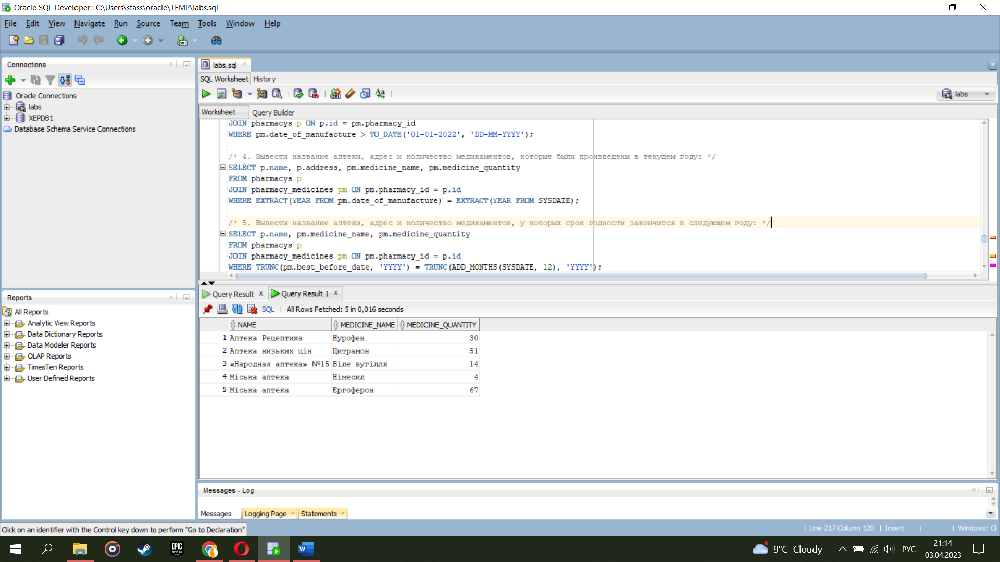 Oracle SQL Developer : C:\Users\stass\oracle\TEMP\labs.sql
File Edit View Navigate Run Source Team Tools Window Help
Connections
Oracle Connections
labs
XEPDB1
Database Schema Service Connections
Reports
All Reports
Analytic View Reports
Data Dictionary Reports
Data Modeler Reports
OLAP Reports
TimesTen Reports
User Defined Reports
labs.sql
SQL Worksheet History
labs
Worksheet Query Builder
JOIN pharmacys p ON p.id = pm.pharmacy_id
WHERE pm.date_of_manufacture > TO_DATE('01-01-2022', 'DD-MM-YYYY');
/* 4. Вывести название аптеки, адрес и количество медикаментов, которые были произведены в текущем году: */
SELECT p.name, p.address, pm.medicine_name, pm.medicine_quantity
FROM pharmacys p
JOIN pharmacy_medicines pm ON pm.pharmacy_id = p.id
WHERE EXTRACT(YEAR FROM pm.date_of_manufacture) = EXTRACT(YEAR FROM SYSDATE);
/* 5. Вывести название аптеки, адрес и количество медикаментов, у которых срок годности закончится в следующем году: */
SELECT p.name, pm.medicine_name, pm.medicine_quantity
FROM pharmacys p
JOIN pharmacy_medicines pm ON pm.pharmacy_id = p.id
WHERE TRUNC(pm.best_before_date, 'YYYY') = TRUNC(ADD_MONTHS(SYSDATE, 12), 'YYYY');
Query Result Query Result 1
SQL All Rows Fetched: 5 in 0,016 seconds
NAME MEDICINE_NAME MEDICINE_QUANTITY
1 Аптека Рецептика Нурофен 30
2 Аптека низьких цін Цитрамон 51
3 «Народная аптека» №15 Біле вугілля 14
4 Міська аптека Німесил 4
5 Міська аптека Ергоферон 67
Messages - Log
Messages Logging Page Statements
Click on an identifier with the Control key down to perform "Go to Declaration"
Line 217 Column 120 Insert Windows: CF
EPIC GAMES
9°C Cloudy РУС 21:14
03.04.2023